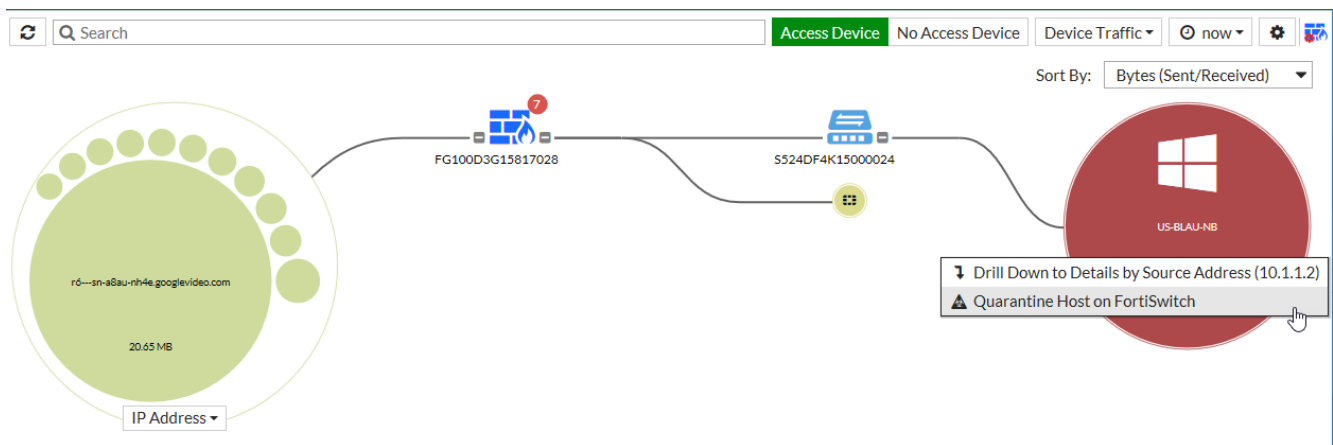 Search
Access Device
No Access Device
Device Traffic
now
Sort By:
Bytes (Sent/Received)
7
FG100D3G15817028
S524DF4K15000024
US-BLAU-NB
r6---sn-a8au-nh4e.googlevideo.com
20.65 MB
Drill Down to Details by Source Address (10.1.1.2)
Quarantine Host on FortiSwitch
IP Address